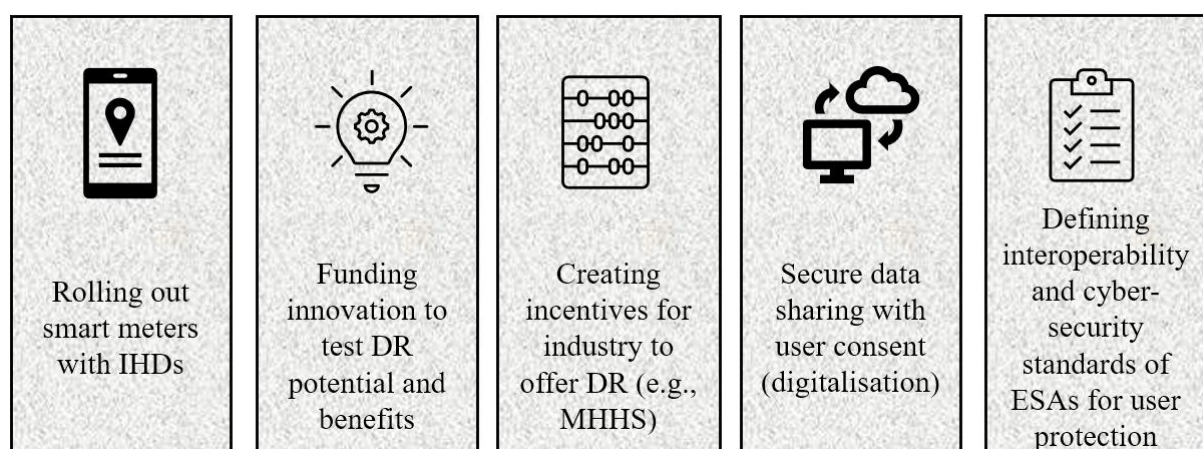 Rolling out
smart meters
with IHDs
Funding
innovation to
test DR
potential and
benefits
Creating
incentives for
industry to
offer DR (e.g.,
MHHS)
Secure data
sharing with
user consent
(digitalisation)
Defining
interoperability
and cyber-
security
standards of
ESAs for user
protection